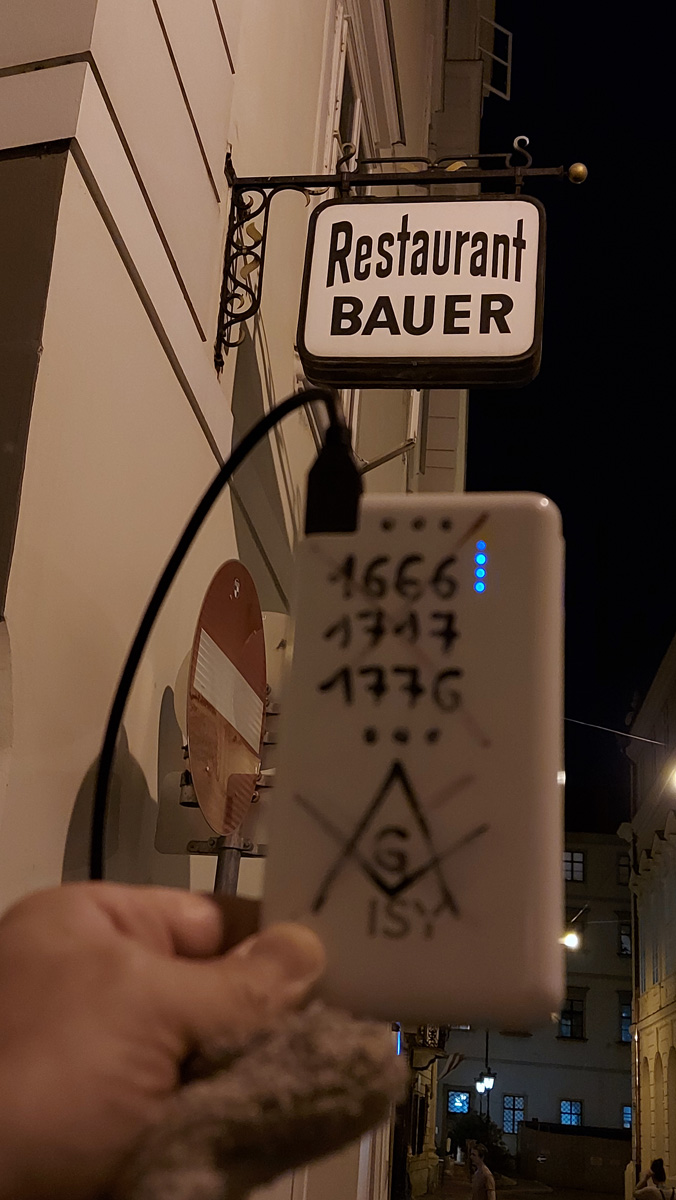 Restaurant
BAUER
• • •
1666
1717
1776
• • •
G
ISY